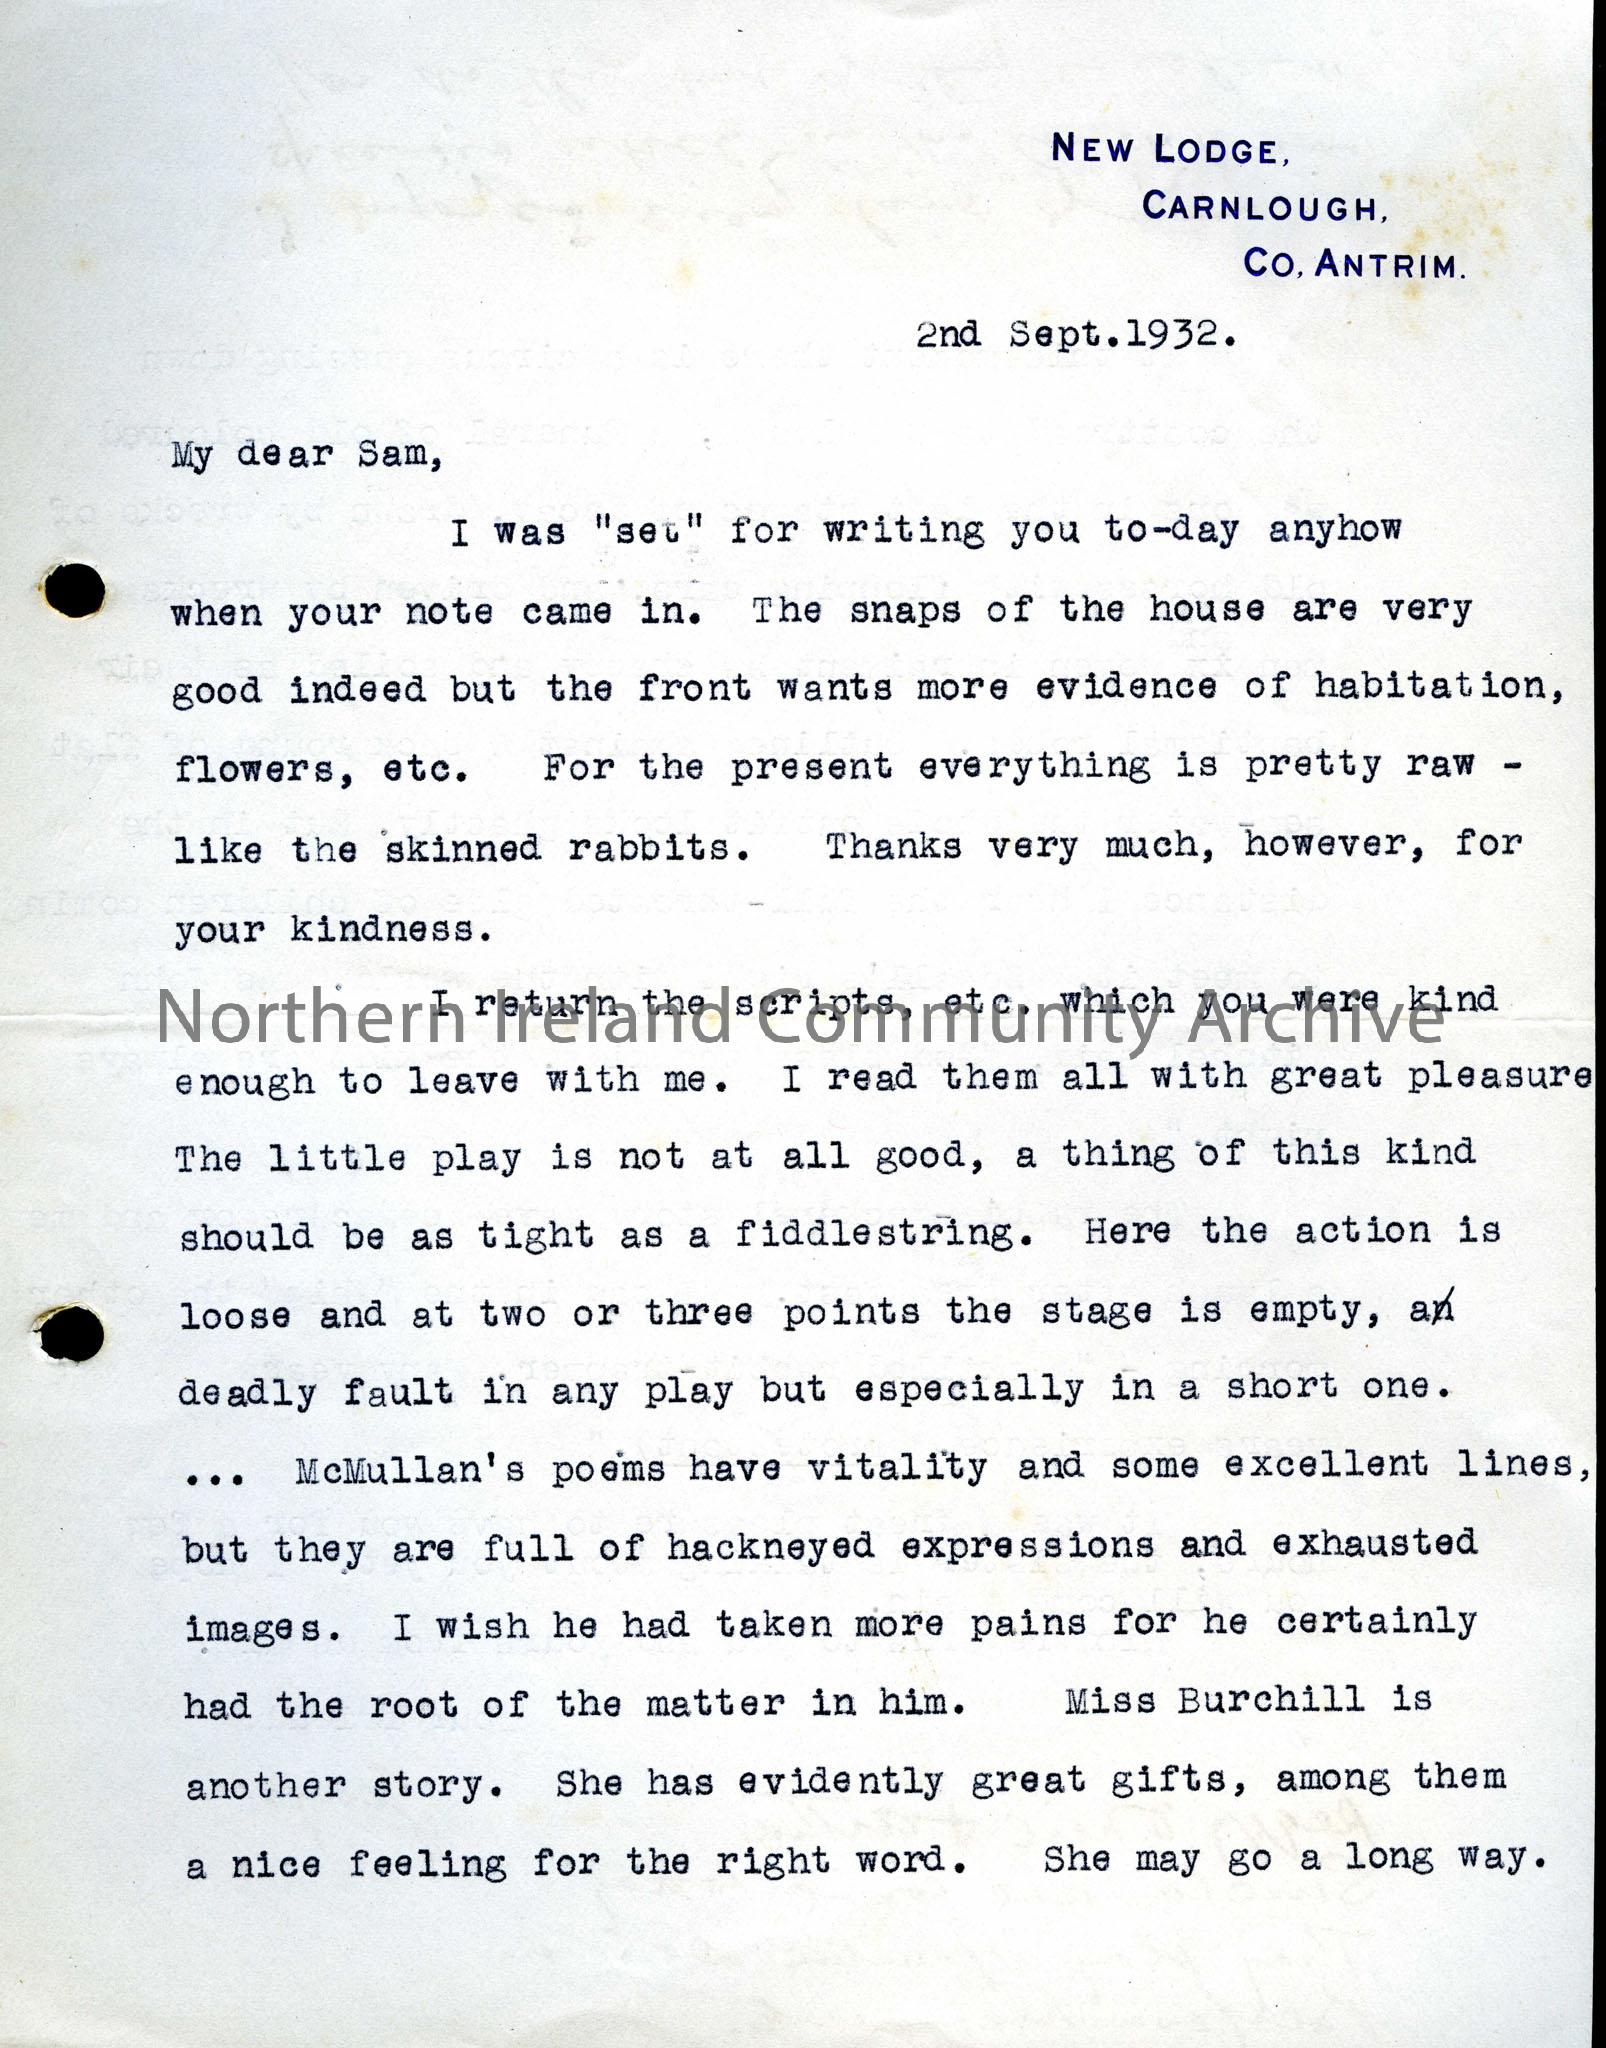 NEW LODGE,
CARNLOUGH,
CO, ANTRIM.
2nd Sept.1932.
My dear Sam,
I was "set" for writing you to-day anyhow
when your note came in. The snaps of the house are very
good indeed but the front wants more evidence of habitation,
flowers, etc. For the present everything is pretty raw -
like the skinned rabbits. Thanks very much, however, for
your kindness.
I return the scripts, etc. which you were kind
Northern Ireland Community Archive
enough to leave with me. I read them all with great pleasure
The little play is not at all good, a thing of this kind
should be as tight as a fiddlestring. Here the action is
loose and at two or three points the stage is empty, an
deadly fault in any play but especially in a short one.
... McMullan's poems have vitality and some excellent lines,
but they are full of hackneyed expressions and exhausted
images. I wish he had taken more pains for he certainly
had the root of the matter in him. Miss Burchill is
another story. She has evidently great gifts, among them
a nice feeling for the right word. She may go a long way.